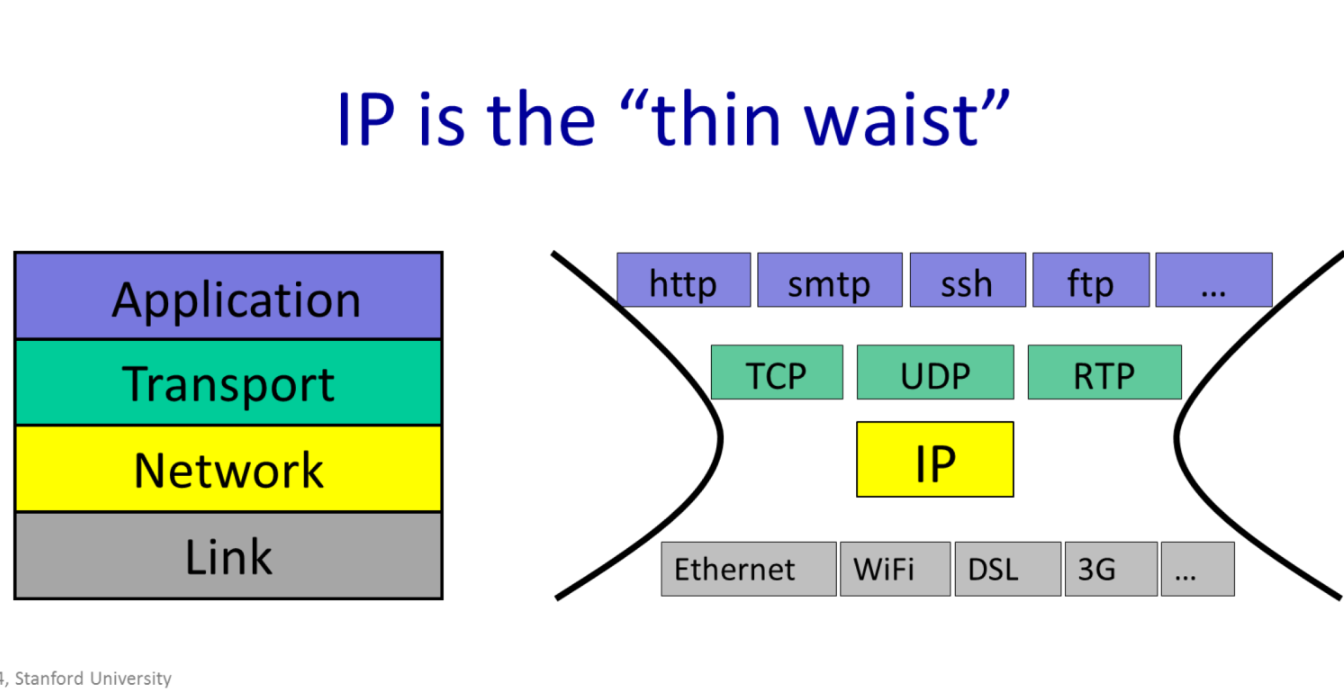 IP is the “thin waist”
Application
Transport
Network
Link
http smtp ssh ftp ...
TCP UDP RTP
IP
Ethernet WiFi DSL 3G ...
4, Stanford University